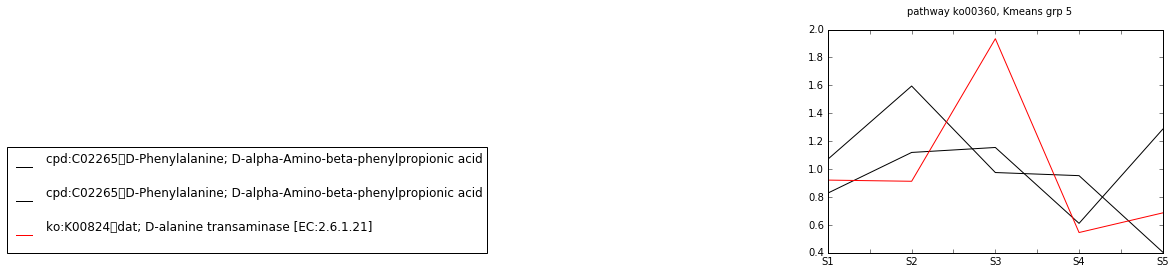 pathway ko00360, Kmeans grp 5
2.0
1.8
1.6
1.4
1.2
1.0
0.8
0.6
0.4
S1 S2 S3 S4 S5
cpd:C02265▯D-Phenylalanine; D-alpha-Amino-beta-phenylpropionic acid
cpd:C02265▯D-Phenylalanine; D-alpha-Amino-beta-phenylpropionic acid
ko:K00824▯dat; D-alanine transaminase [EC:2.6.1.21]